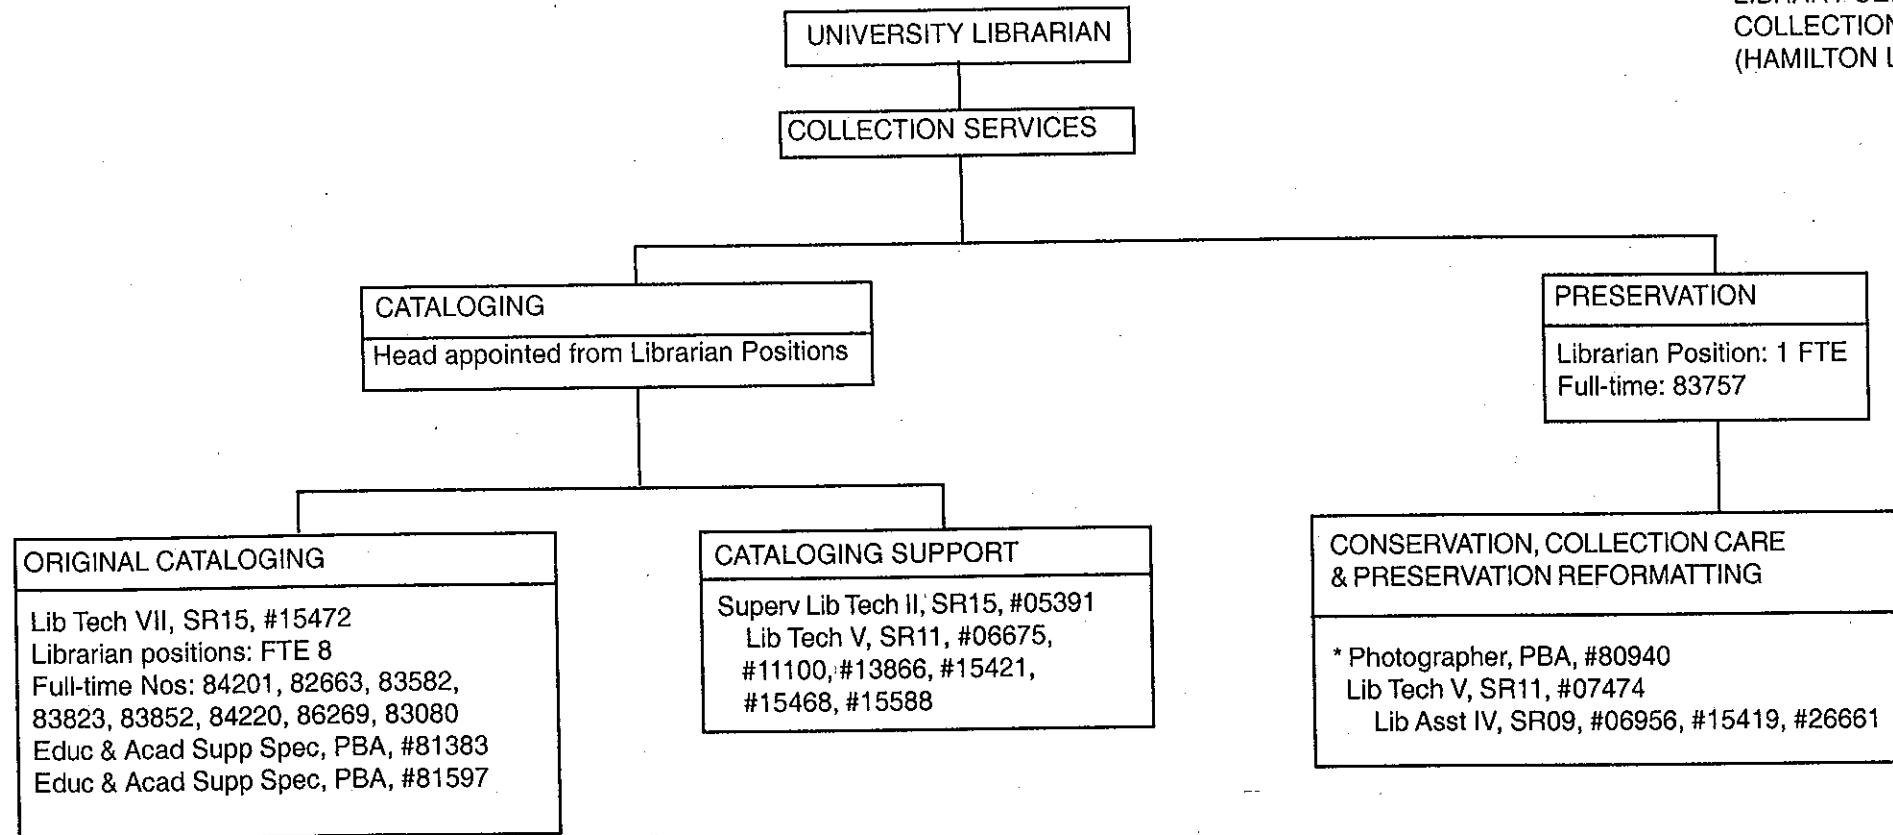 COLLECTION
(HAMILTON L
UNIVERSITY LIBRARIAN
COLLECTION SERVICES
CATALOGING
Head appointed from Librarian Positions
PRESERVATION
Librarian Position: 1 FTE
Full-time: 83757
ORIGINAL CATALOGING
Lib Tech VII, SR15, #15472
Librarian positions: FTE 8
Full-time Nos: 84201, 82663, 83582,
83823, 83852, 84220, 86269, 83080
Educ & Acad Supp Spec, PBA, #81383
Educ & Acad Supp Spec, PBA, #81597
CATALOGING SUPPORT
Superv Lib Tech II, SR15, #05391
Lib Tech V, SR11, #06675,
#11100, #13866, #15421,
#15468, #15588
CONSERVATION, COLLECTION CARE
& PRESERVATION REFORMATTING
* Photographer, PBA, #80940
Lib Tech V, SR11, #07474
Lib Asst IV, SR09, #06956, #15419, #26661